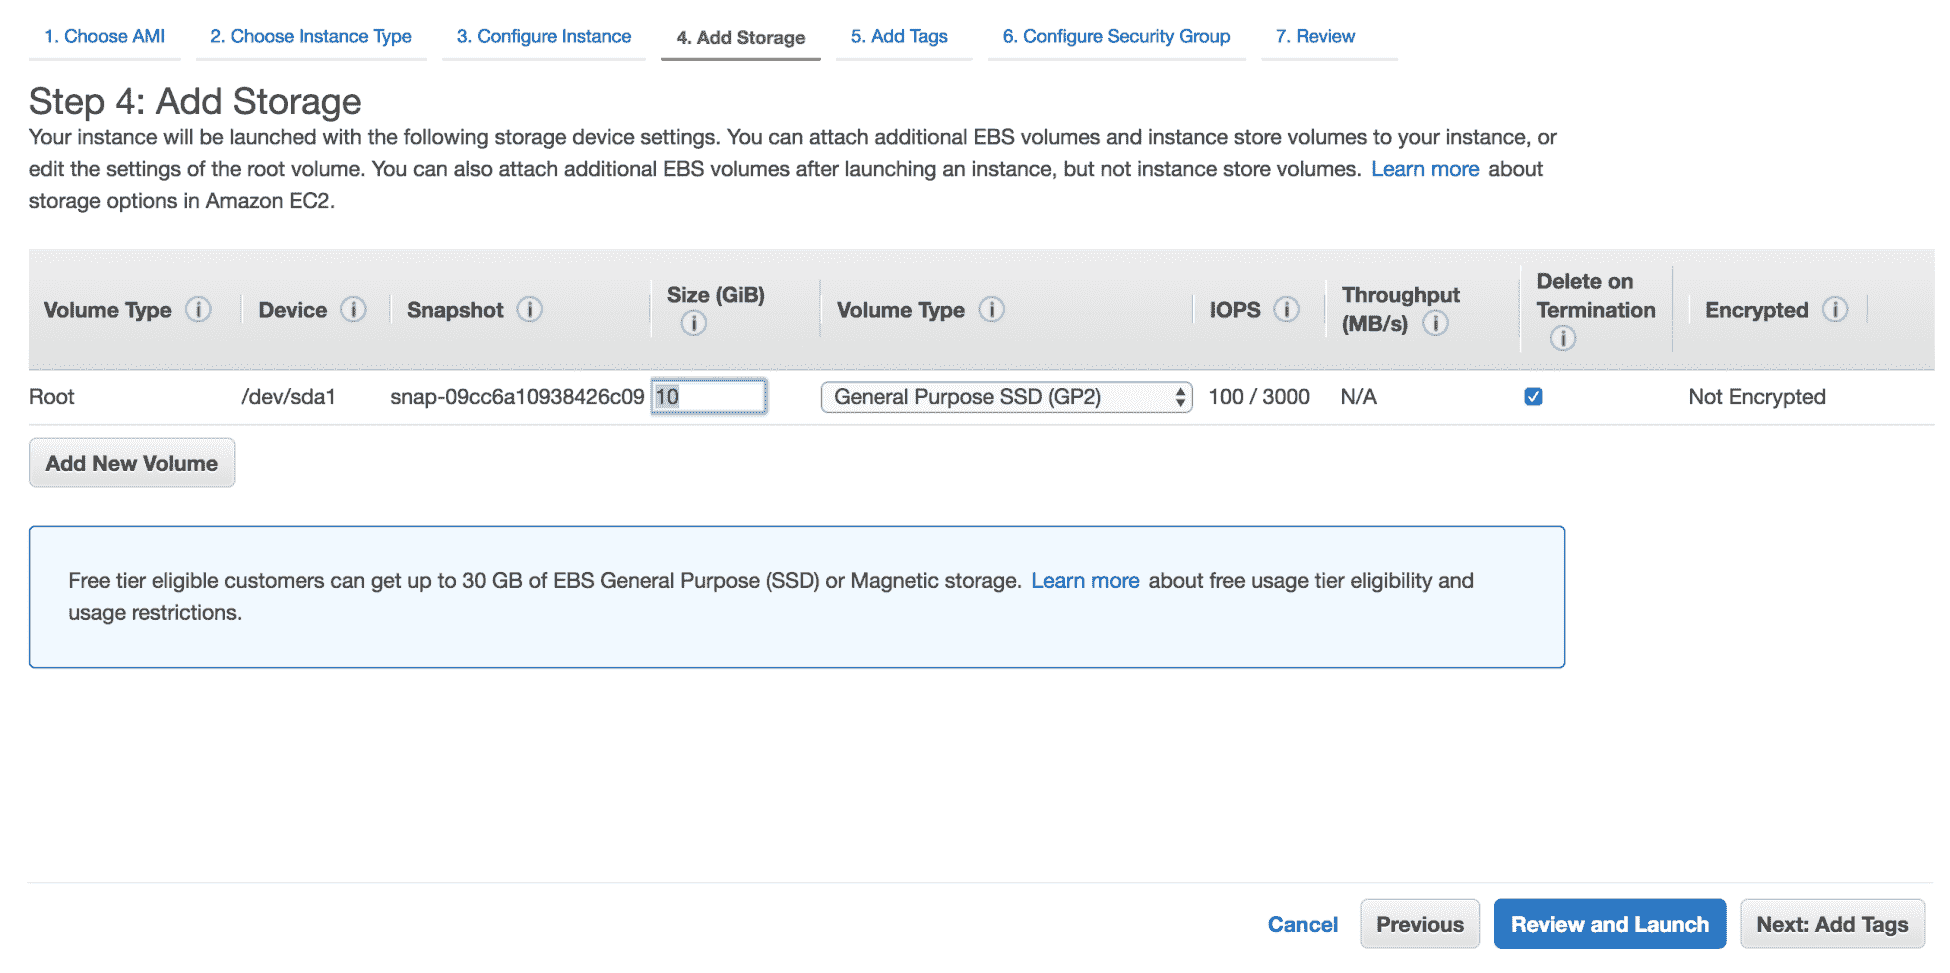 1. Choose AMI 2. Choose Instance Type 3. Configure Instance 4. Add Storage 5. Add Tags 6. Configure Security Group 7. Review
Step 4: Add Storage
Your instance will be launched with the following storage device settings. You can attach additional EBS volumes and instance store volumes to your instance, or
edit the settings of the root volume. You can also attach additional EBS volumes after launching an instance, but not instance store volumes. Learn more about
storage options in Amazon EC2.
Volume Type i Device i Snapshot i Size (GiB) i Volume Type i IOPS i Throughput (MB/s) i Delete on Termination i Encrypted i
Root /dev/sda1 snap-09cc6a10938426c09 10 General Purpose SSD (GP2) 100 / 3000 N/A Not Encrypted
Add New Volume
Free tier eligible customers can get up to 30 GB of EBS General Purpose (SSD) or Magnetic storage. Learn more about free usage tier eligibility and
usage restrictions.
Cancel Previous Review and Launch Next: Add Tags